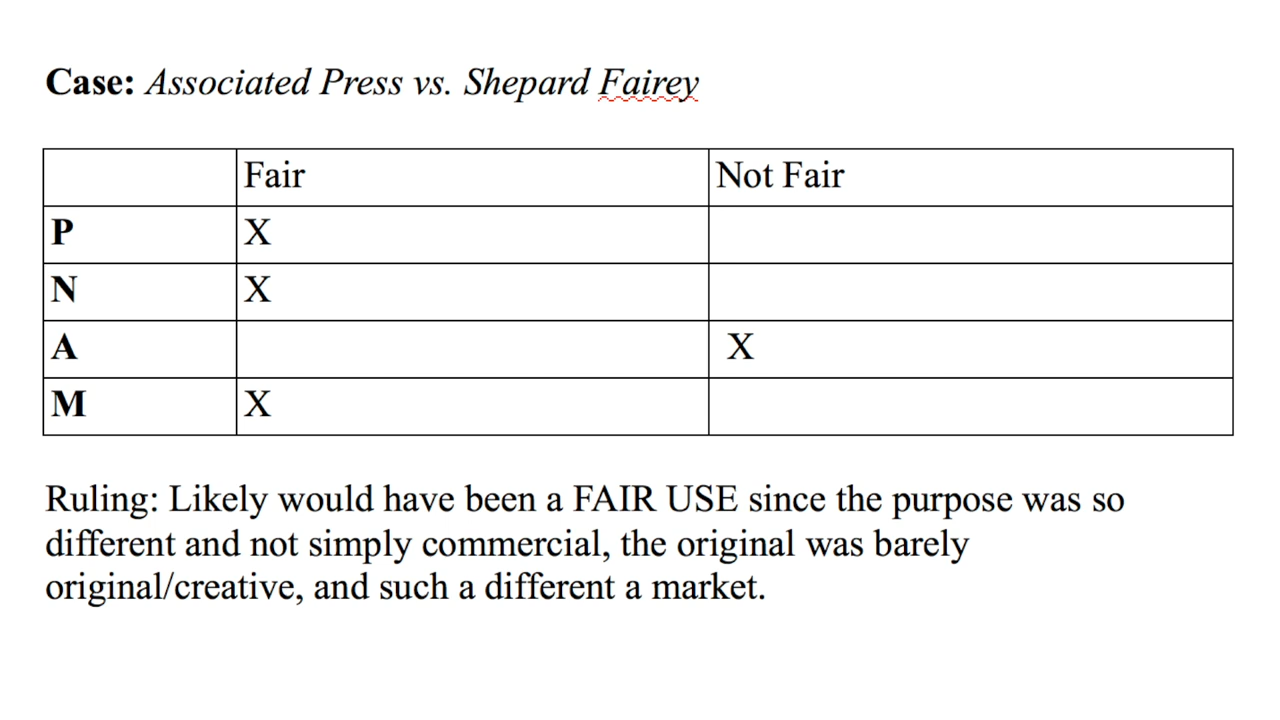 Case: Associated Press vs. Shepard Fairey
Fair Not Fair
P X
N X
A X
M X
Ruling: Likely would have been a FAIR USE since the purpose was so
different and not simply commercial, the original was barely
original/creative, and such a different a market.